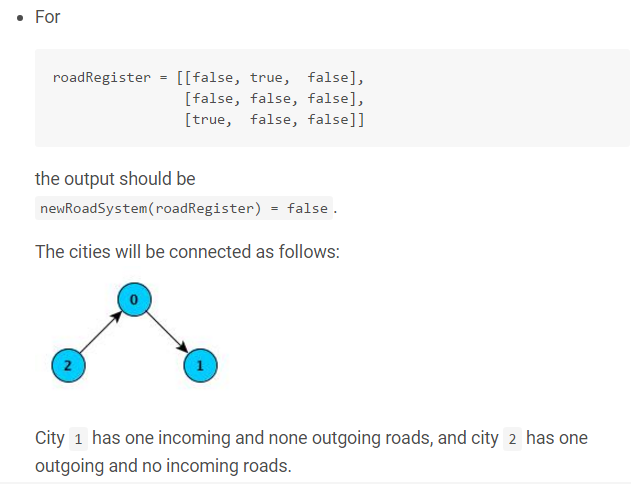 For
roadRegister = [[false, true,  false],
                [false, false, false],
                [true,  false, false]]
the output should be
newRoadSystem(roadRegister) = false.
The cities will be connected as follows:
0
2
1
City 1 has one incoming and none outgoing roads, and city 2 has one
outgoing and no incoming roads.